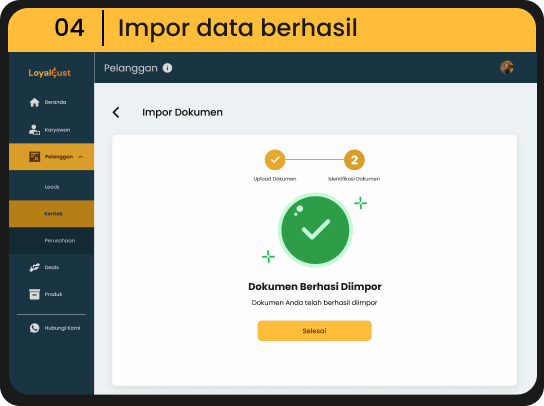 04 Impor data berhasil
LoyalCust
Pelanggan i
Beranda
Karyawan
Pelanggan
Leads
Kontak
Perusahaan
Deals
Produk
Hubungi Kami
Impor Dokumen
2
Upload Dokumen Identifikasi Dokumen
Dokumen Berhasi Diimpor
Dokumen Anda telah berhasil diimpor
Selesai